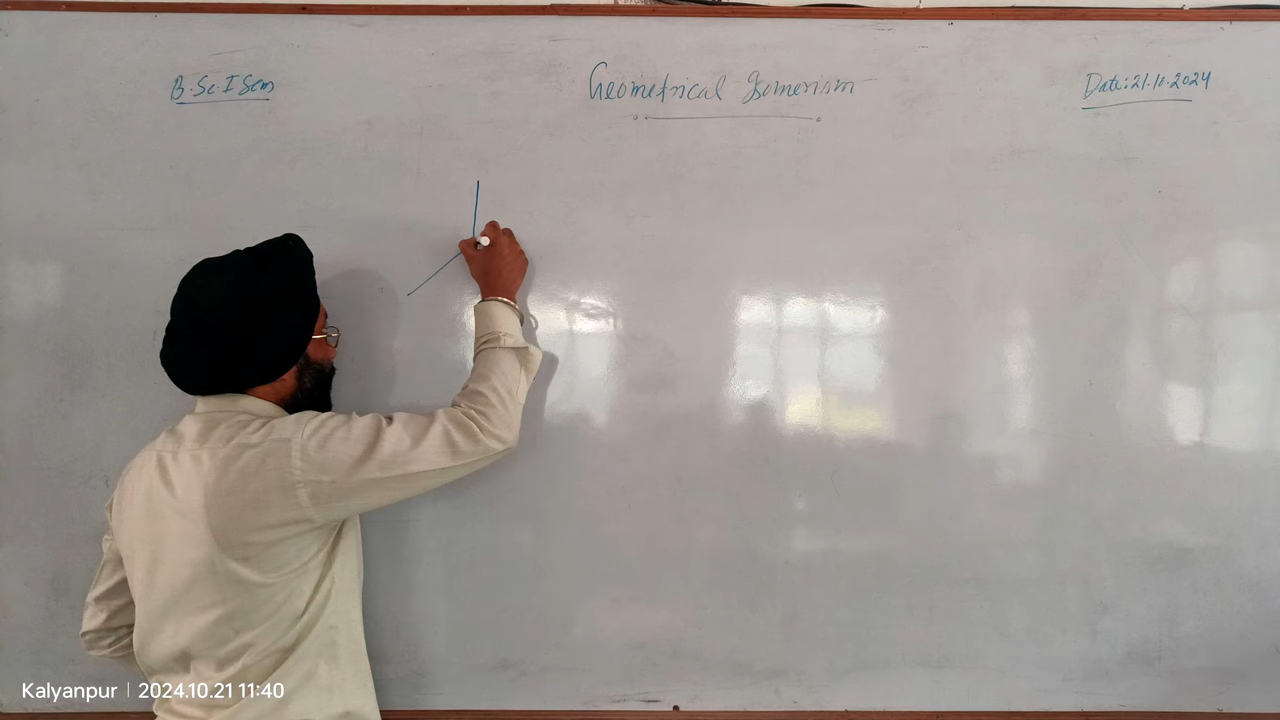 B.Sc. I Sem
Geometrical Isomerism
Date: 21.10.2024
Kalyanpur | 2024.10.21 11:40